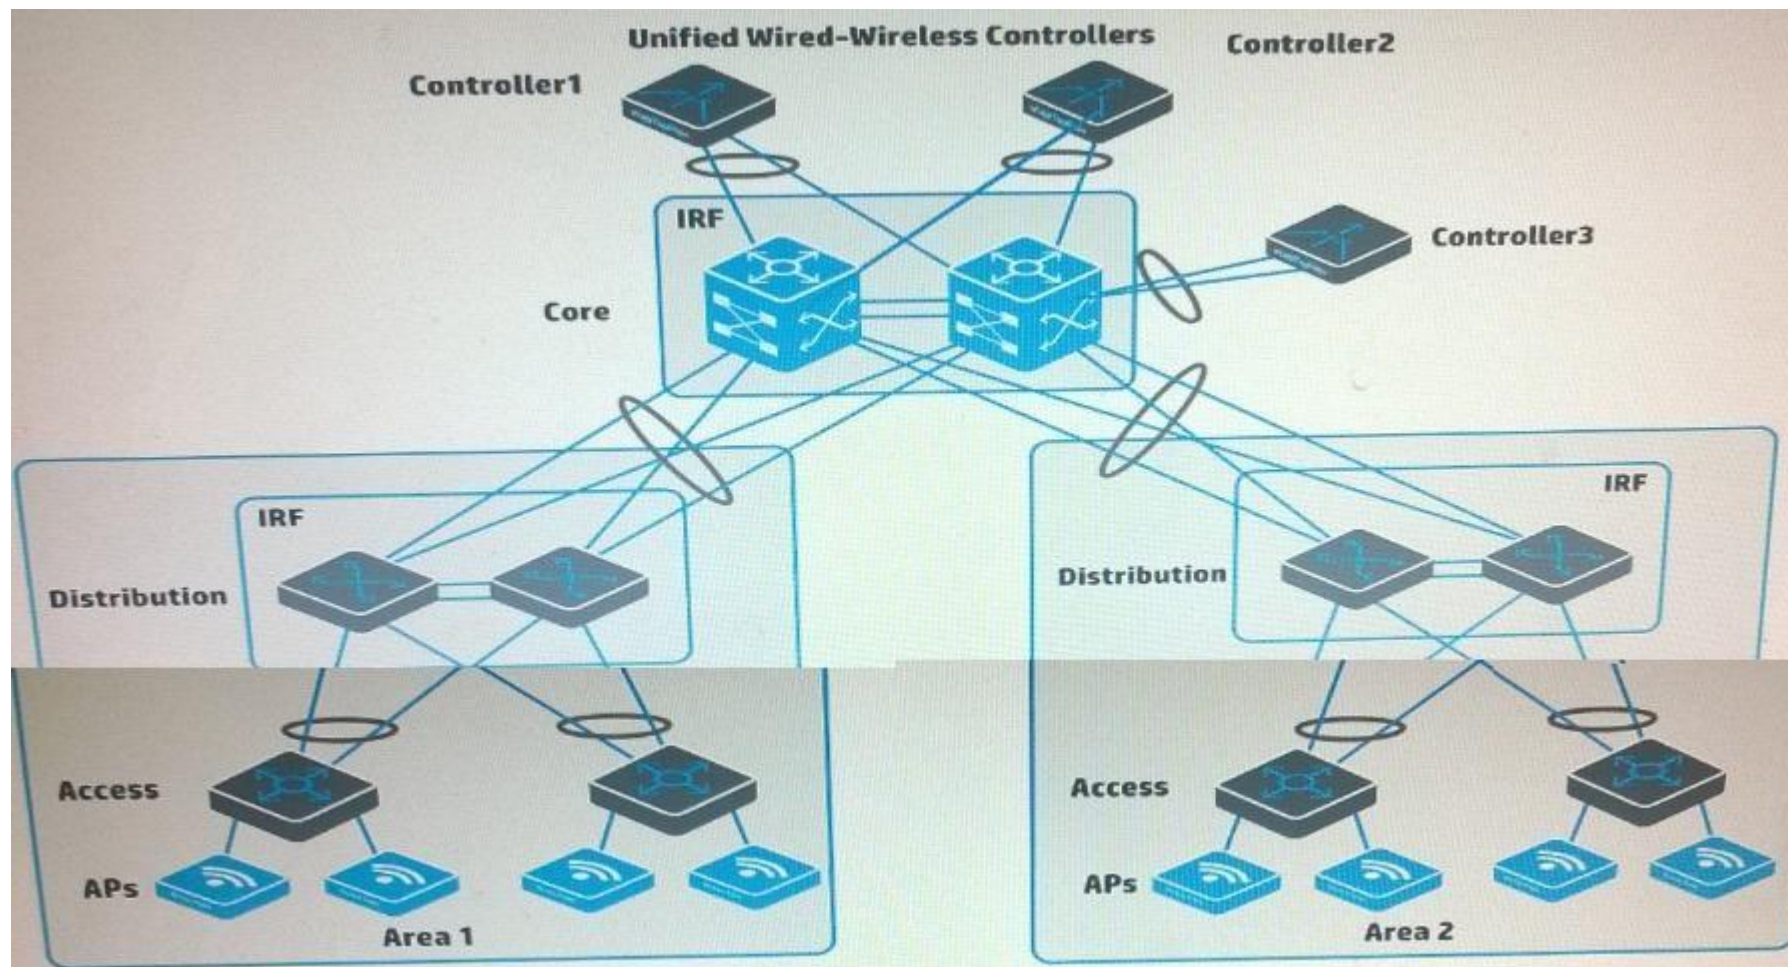 Unified Wired-Wireless Controllers
Controller1
Controller2
IRF
Controller3
Core
IRF
IRF
Distribution
Distribution
Access
Access
APs
APs
Area 1
Area 2